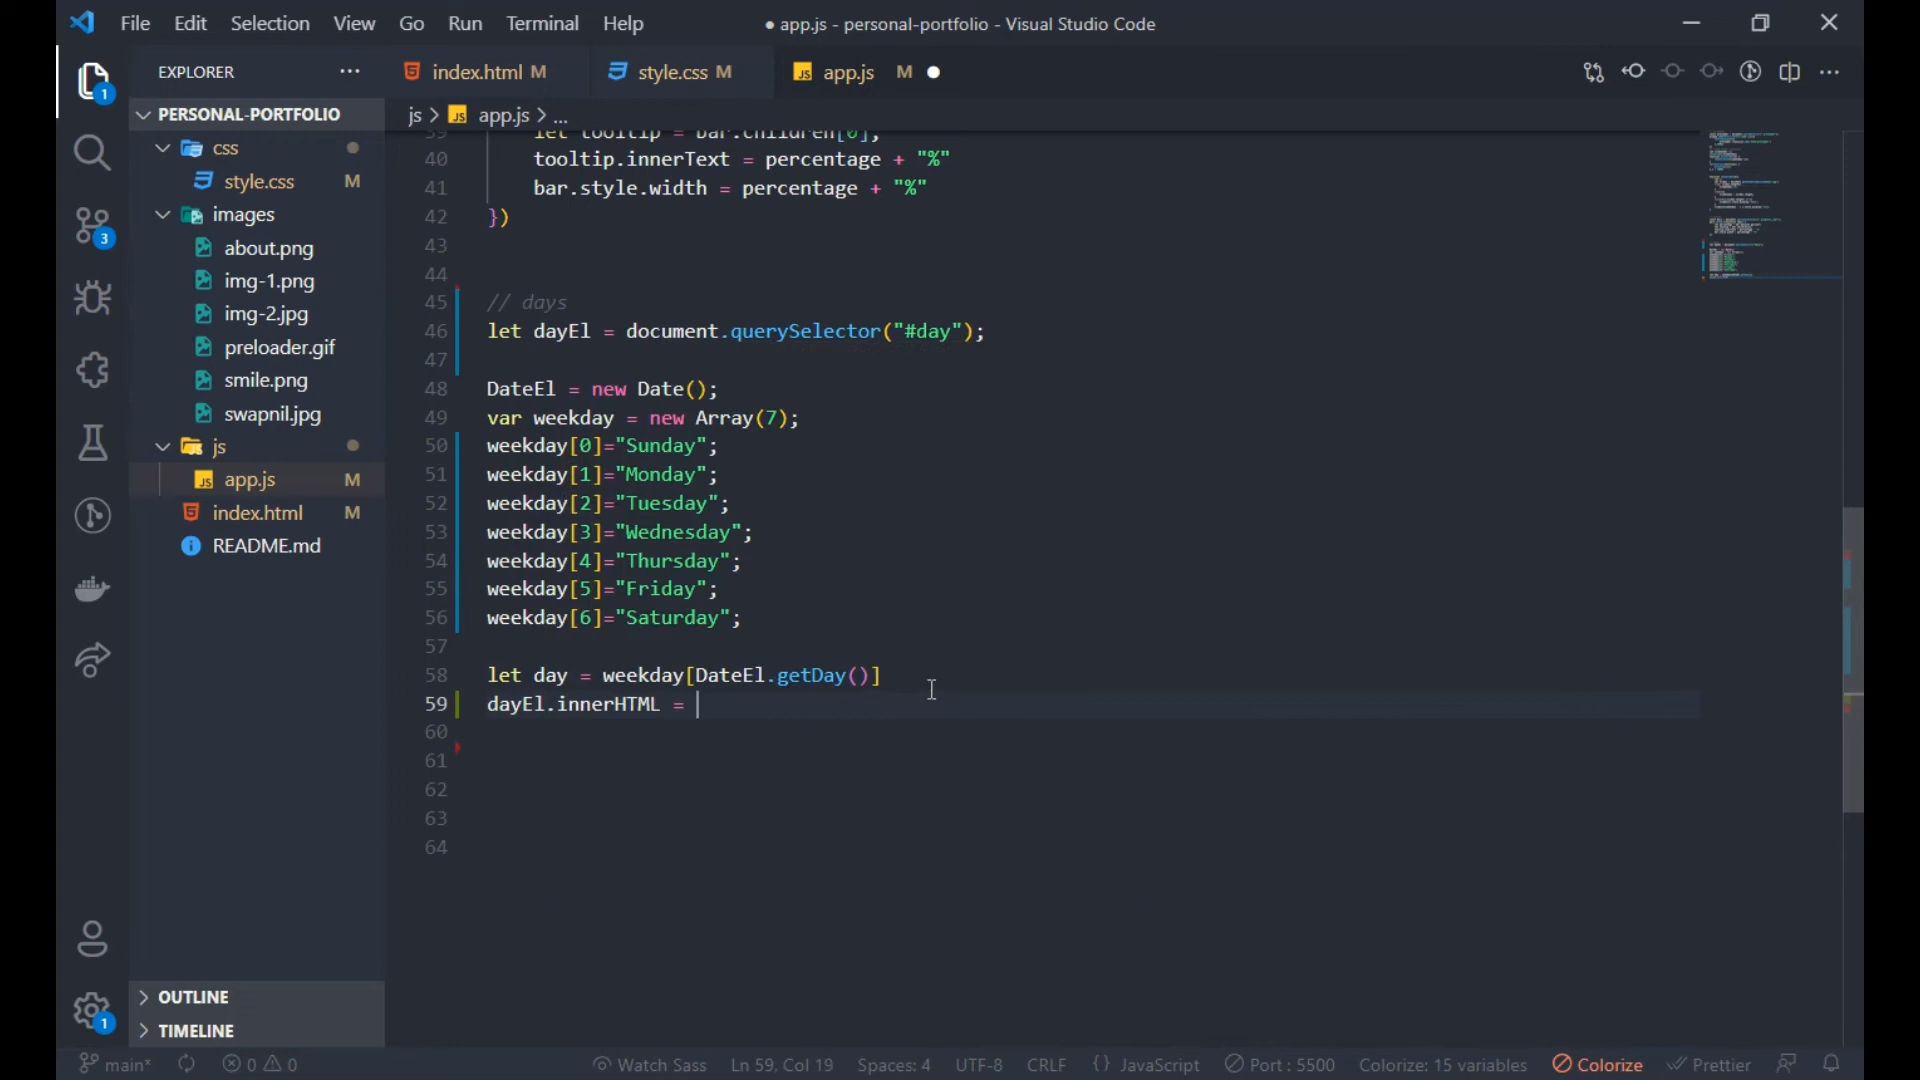 File Edit Selection View Go Run Terminal Help ● app.js - personal-portfolio - Visual Studio Code
EXPLORER ... index.html M style.css M JS app.js M ●
PERSONAL-PORTFOLIO
js > JS app.js > ...
css
style.css M
images
about.png
img-1.png
img-2.jpg
preloader.gif
smile.png
swapnil.jpg
js
JS app.js M
index.html M
README.md
39 let tooltip = bar.children[0];
40 tooltip.innerText = percentage + "%"
41 bar.style.width = percentage + "%"
42 })
43
44
45 // days
46 let dayEl = document.querySelector("#day");
47
48 DateEl = new Date();
49 var weekday = new Array(7);
50 weekday[0]="Sunday";
51 weekday[1]="Monday";
52 weekday[2]="Tuesday";
53 weekday[3]="Wednesday";
54 weekday[4]="Thursday";
55 weekday[5]="Friday";
56 weekday[6]="Saturday";
57
58 let day = weekday[DateEl.getDay()]
59 dayEl.innerHTML =
60
61
62
63
64
1
3
1
OUTLINE
TIMELINE
main* 0 0 Watch Sass Ln 59, Col 19 Spaces: 4 UTF-8 CRLF {} JavaScript Port : 5500 Colorize: 15 variables Colorize Prettier